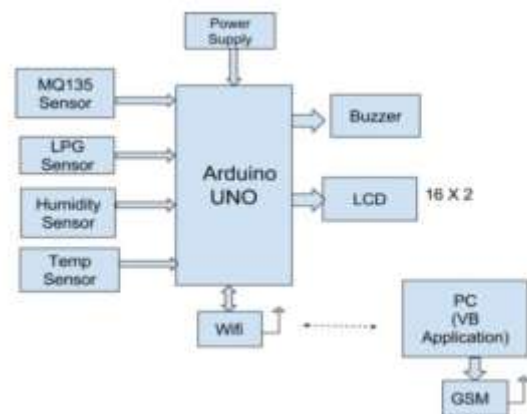 Power
Supply
MQ135
Sensor
LPG
Sensor
Humidity
Sensor
Temp
Sensor
Arduino
UNO
Buzzer
LCD
16 X 2
Wifi
PC
(VB
Application)
GSM